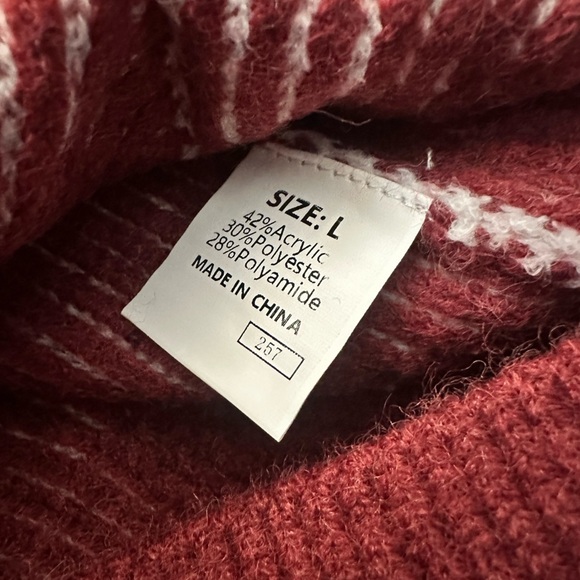 SIZE: L
42%Acrylic
30%Polyester
28%Polyamide
MADE IN CHINA
257